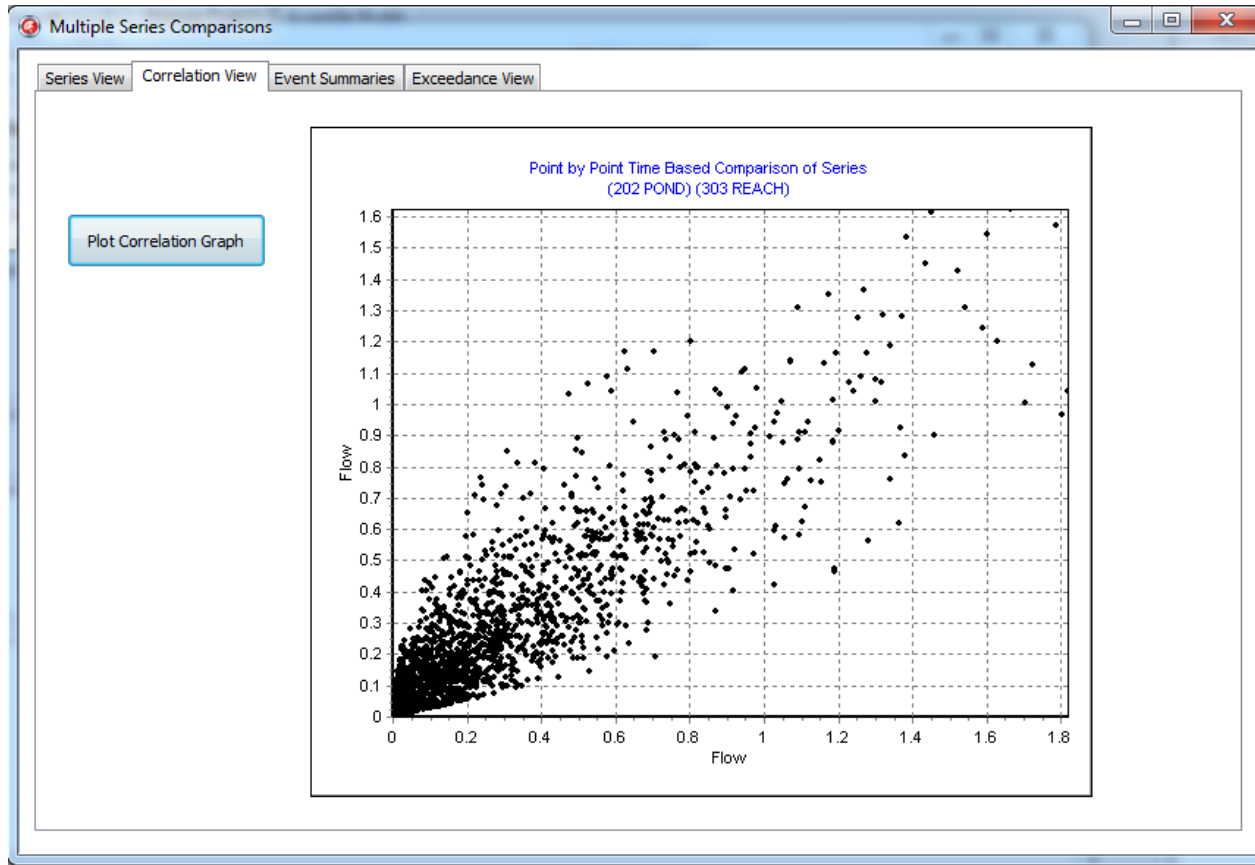 Multiple Series Comparisons
Series View Correlation View Event Summaries Exceedance View
Plot Correlation Graph
Point by Point Time Based Comparison of Series
(202 POND) (303 REACH)
1.6
1.5
1.4
1.3
1.2
1.1
1
0.9
0.8
Flow
0.7
0.6
0.5
0.4
0.3
0.2
0.1
0
0 0.2 0.4 0.6 0.8 1 1.2 1.4 1.6 1.8
Flow